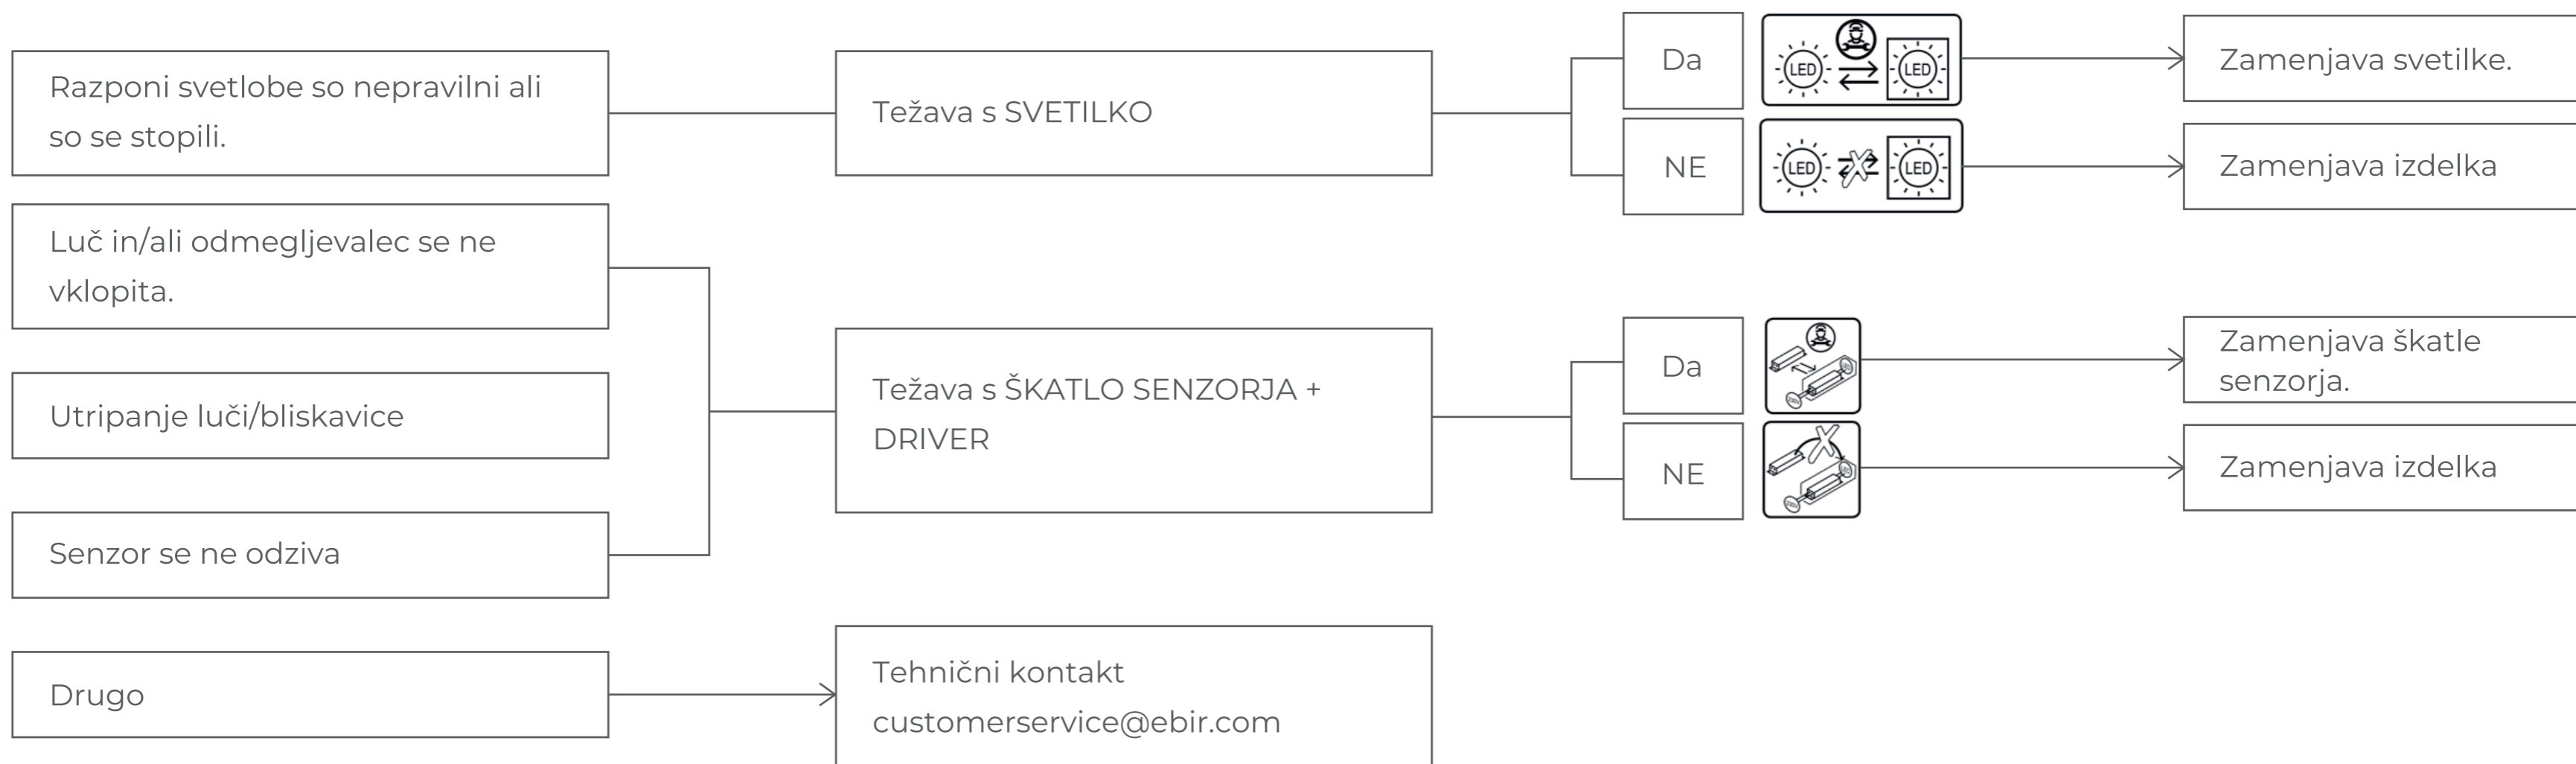 Razponi svetlobe so nepravilni ali
so se stopili.
Težava s SVETILKO
Da
LED
LED
Zamenjava svetilke.
NE
LED
LED
Zamenjava izdelka
Luč in/ali odmegljevalec se ne
vklopita.
Utripanje luči/bliskavice
Senzor se ne odziva
Težava s ŠKATLO SENZORJA +
DRIVER
Da
Zamenjava škatle
senzorja.
NE
Zamenjava izdelka
Drugo
Tehnični kontakt
customerservice@ebir.com